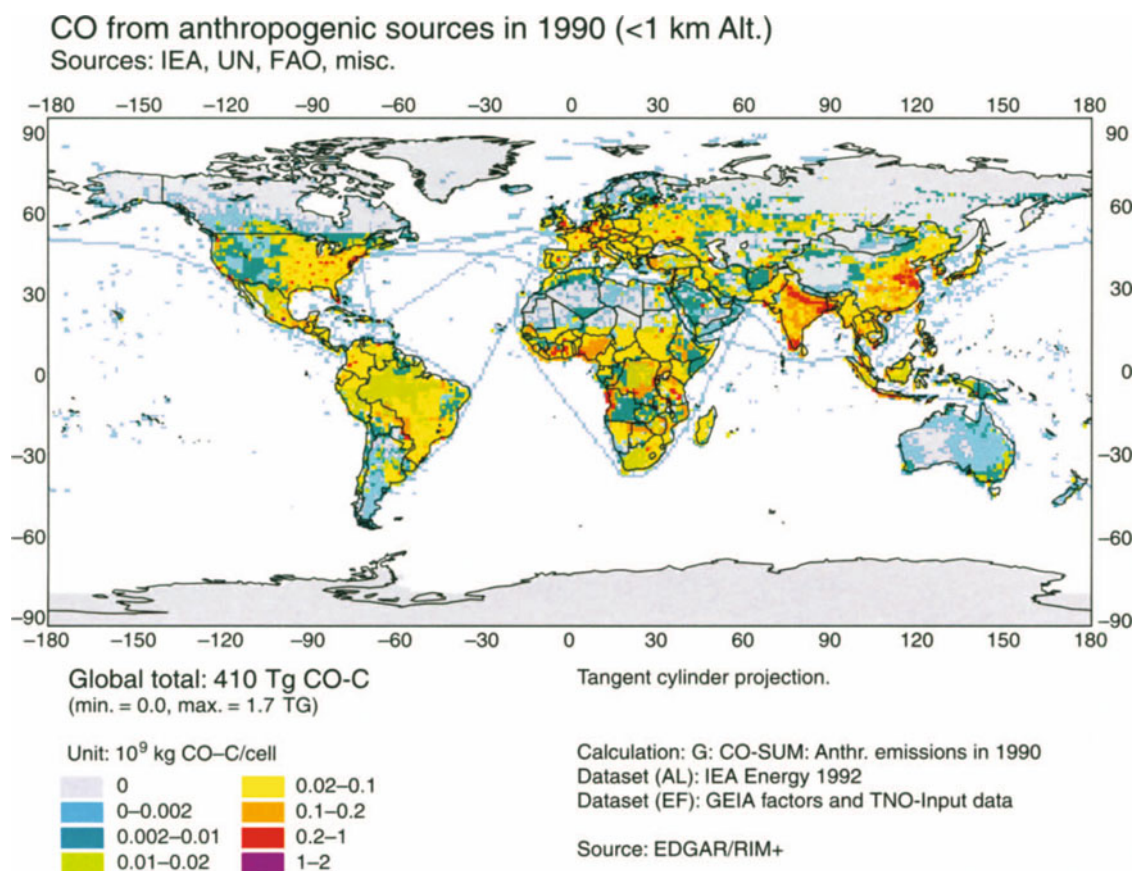 CO from anthropogenic sources in 1990 (<1 km Alt.)
Sources: IEA, UN, FAO, misc.
−180 −150 −120 −90 −60 −30 0 30 60 90 120 150 180
90 90
60 60
30 30
0 0
−30 −30
−60 −60
−90 −90
−180 −150 −120 −90 −60 −30 0 30 60 90 120 150 180
Global total: 410 Tg CO-C
(min. = 0.0, max. = 1.7 TG)
Unit: 10⁹ kg CO–C/cell
0
0–0.002
0.002–0.01
0.01–0.02
0.02–0.1
0.1–0.2
0.2–1
1–2
Tangent cylinder projection.
Calculation: G: CO-SUM: Anthr. emissions in 1990
Dataset (AL): IEA Energy 1992
Dataset (EF): GEIA factors and TNO-Input data
Source: EDGAR/RIM+